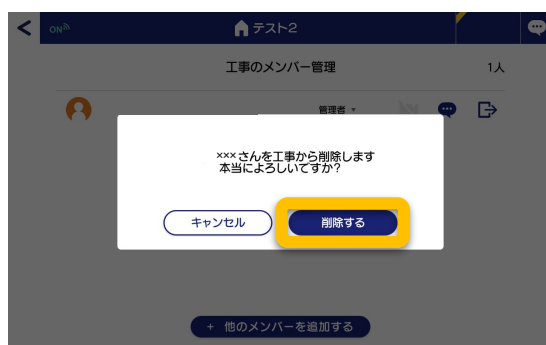 ON
テスト2
工事のメンバー管理
1人
管理者
×××さんを工事から削除します
本当によろしいてすか?
キャンセル
削除する
+ 他のメンバーを追加する